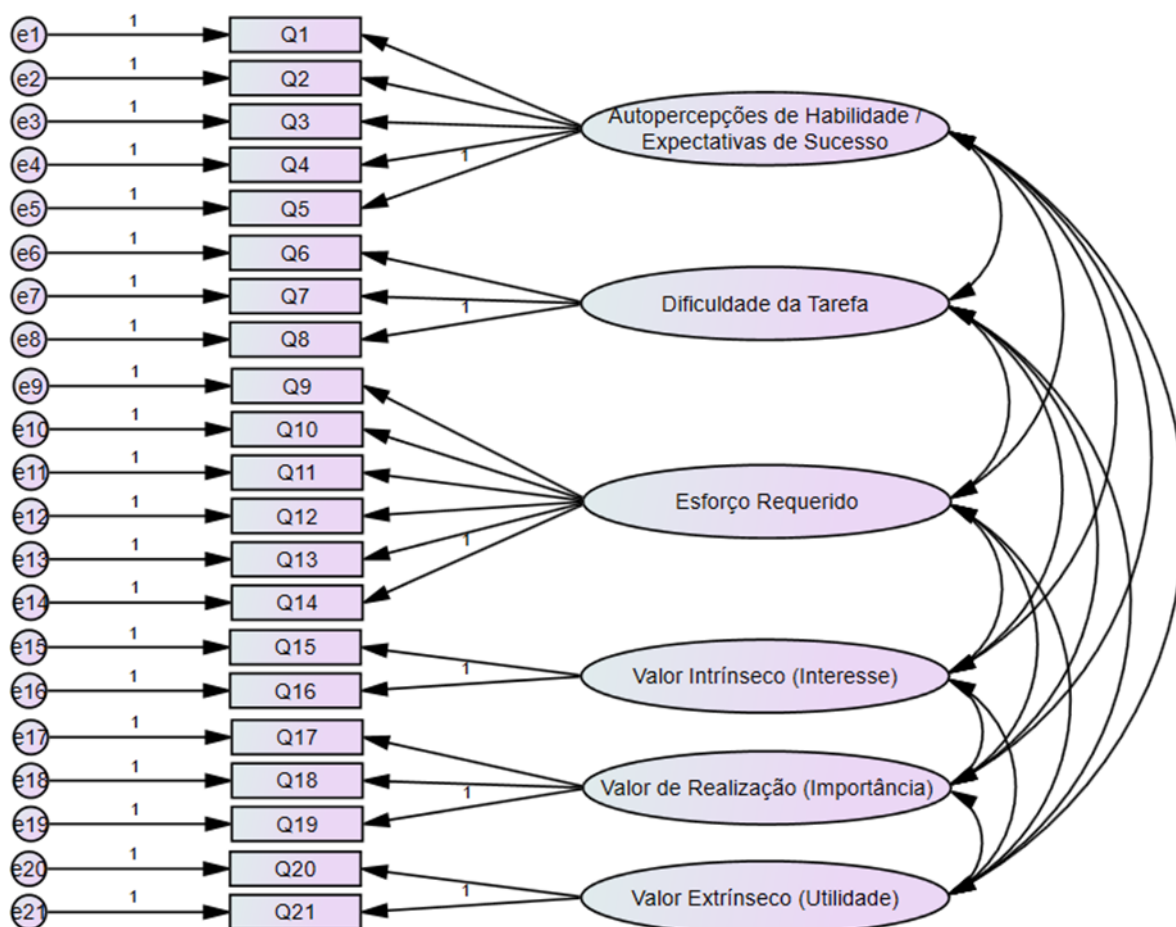 e1 1 Q1
e2 1 Q2
e3 1 Q3
e4 1 Q4
e5 1 Q5
1
Autopercepções de Habilidade /
Expectativas de Sucesso
e6 1 Q6
e7 1 Q7
e8 1 Q8
1
Dificuldade da Tarefa
e9 1 Q9
e10 1 Q10
e11 1 Q11
e12 1 Q12
e13 1 Q13
e14 1 Q14
1
Esforço Requerido
e15 1 Q15
e16 1 Q16
1
Valor Intrínseco (Interesse)
e17 1 Q17
e18 1 Q18
e19 1 Q19
1
Valor de Realização (Importância)
e20 1 Q20
e21 1 Q21
1
Valor Extrínseco (Utilidade)